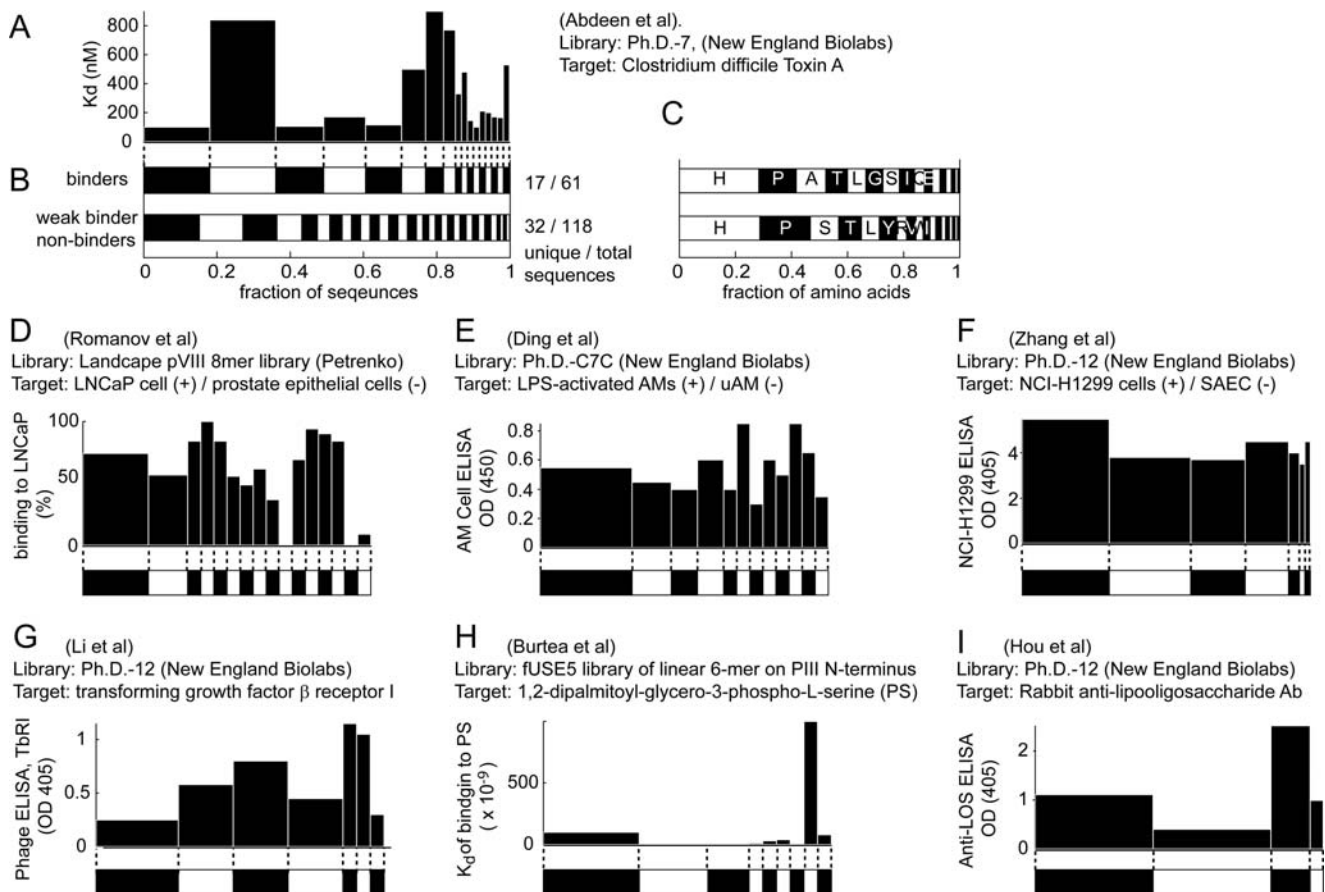 A
(Abdeen et al).
Library: Ph.D.-7, (New England Biolabs)
Target: Clostridium difficile Toxin A
Kd (nM)
800
600
400
200
0
B
binders
17 / 61
weak binder
non-binders
32 / 118
unique / total
sequences
0 0.2 0.4 0.6 0.8 1
fraction of seqeunces
C
H P A T L G S I Q E
H P S T L Y R V I
0 0.2 0.4 0.6 0.8 1
fraction of amino acids
D (Romanov et al)
Library: Landcape pVIII 8mer library (Petrenko)
Target: LNCaP cell (+) / prostate epithelial cells (-)
binding to LNCaP
(%)
100
50
0
E (Ding et al)
Library: Ph.D.-C7C (New England Biolabs)
Target: LPS-activated AMs (+) / uAM (-)
AM Cell ELISA
OD (450)
0.8
0.6
0.4
0.2
0
F (Zhang et al)
Library: Ph.D.-12 (New England Biolabs)
Target: NCI-H1299 cells (+) / SAEC (-)
NCI-H1299 ELISA
OD (405)
4
2
0
G (Li et al)
Library: Ph.D.-12 (New England Biolabs)
Target: transforming growth factor β receptor I
Phage ELISA, TbRI
(OD 405)
1
0.5
0
H (Burtea et al)
Library: fUSE5 library of linear 6-mer on PIII N-terminus
Target: 1,2-dipalmitoyl-glycero-3-phospho-L-serine (PS)
Kd of bindgin to PS
( x 10-9)
500
0
I (Hou et al)
Library: Ph.D.-12 (New England Biolabs)
Target: Rabbit anti-lipooligosaccharide Ab
Anti-LOS ELISA
OD (405)
2
1
0